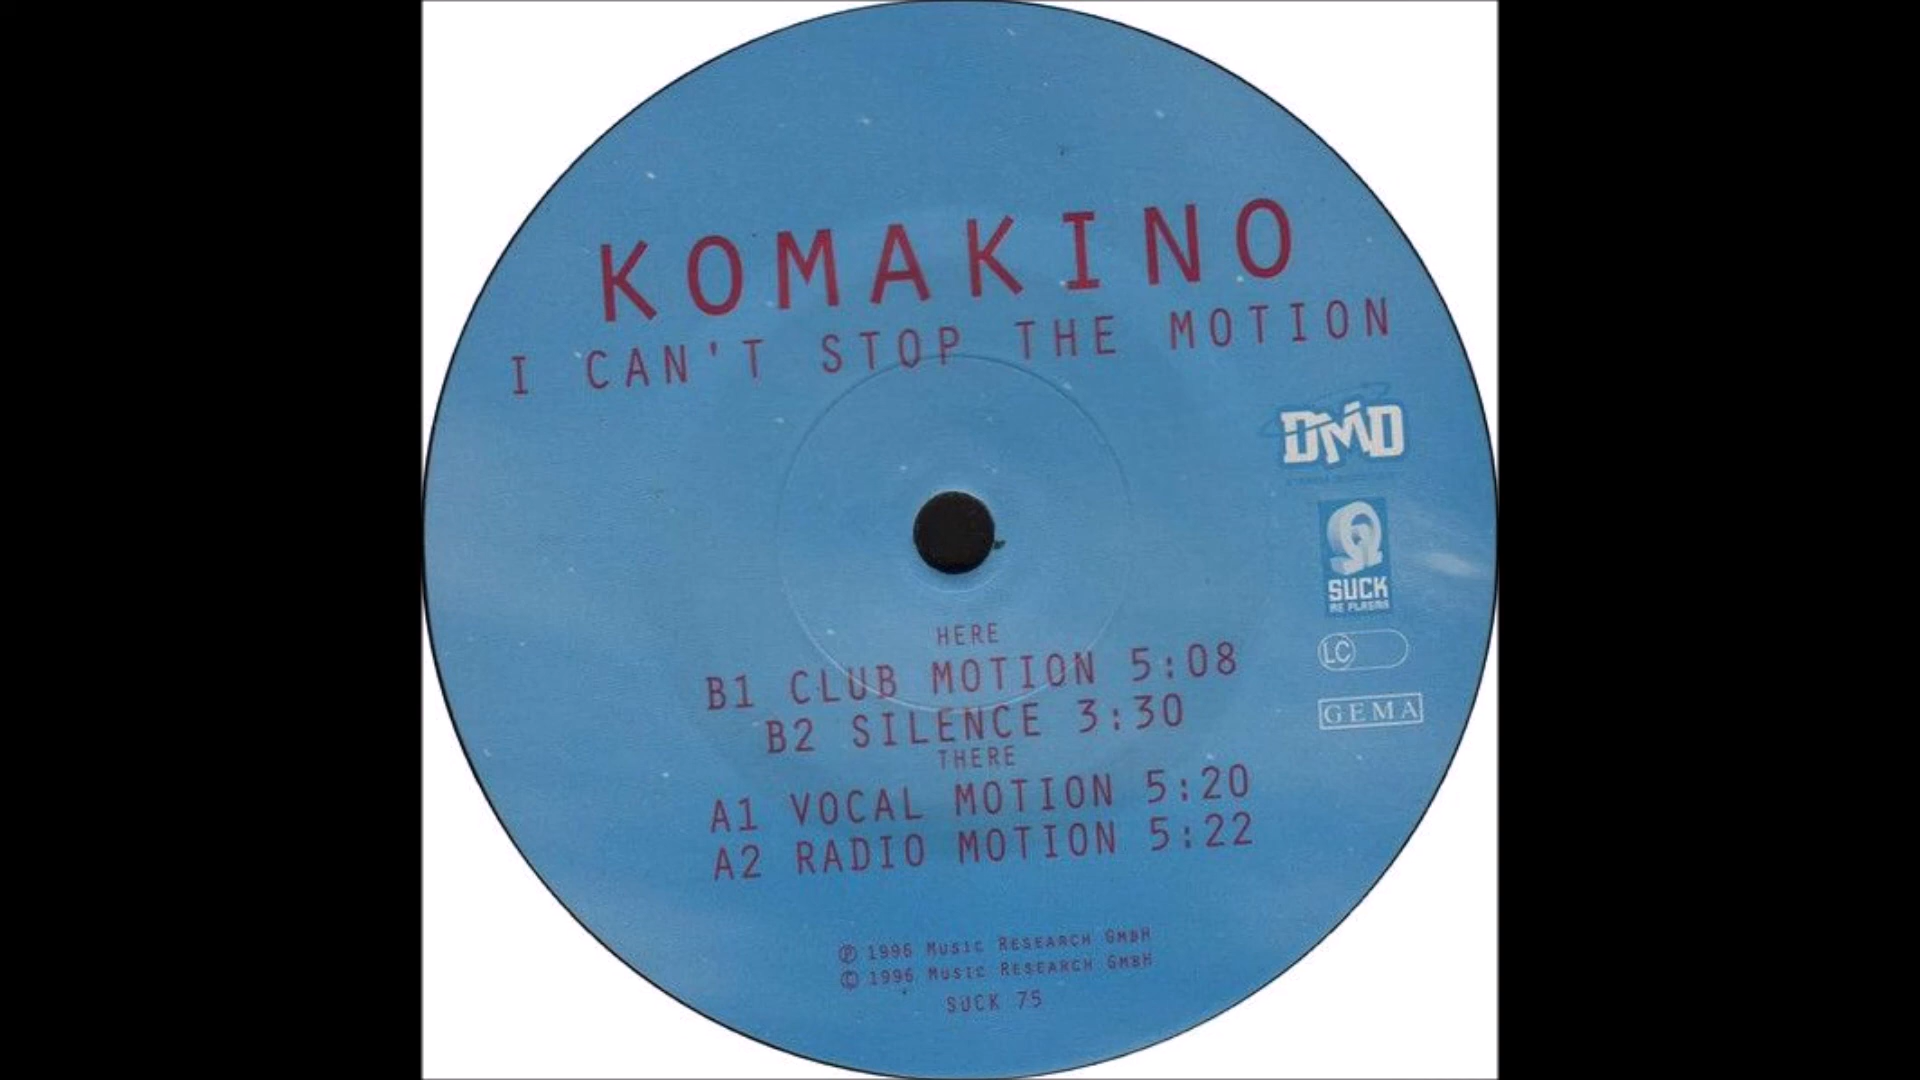 KOMAKINO
I CAN'T STOP THE MOTION
DMD
SUCK
ME PLASMA
LC
GEMA
HERE
B1 CLUB MOTION 5:08
B2 SILENCE 3:30
THERE
A1 VOCAL MOTION 5:20
A2 RADIO MOTION 5:22
℗ 1996 MUSIC RESEARCH GMBH
© 1996 MUSIC RESEARCH GMBH
SUCK 75